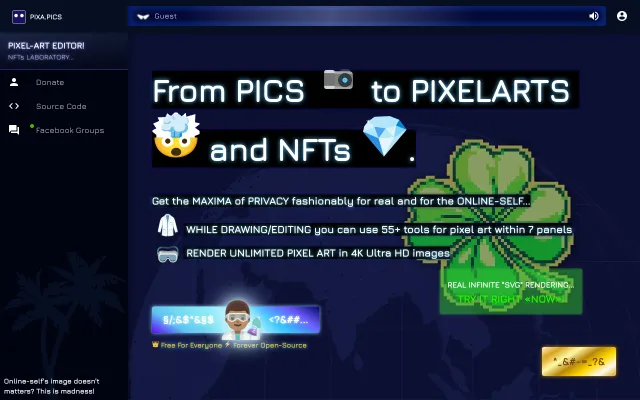 PIXA.PICS
Guest
PIXEL-ART EDITOR!
NFTs LABORATORY...
Donate
Source Code
Facebook Groups
From PICS to PIXELARTS
and NFTs .
Get the MAXIMA of PRIVACY fashionably for real and for the ONLINE-SELF...
WHILE DRAWING/EDITING you can use 55+ tools for pixel art within 7 panels
RENDER UNLIMITED PIXEL ART in 4K Ultra HD images
REAL INFINITE "SVG" RENDERING...
TRY IT RIGHT «NOW»
§/;&$*&§$ <?&##...
Free For Everyone ⚡ Forever Open-Source
*_&#-=_?&
Online-self's image doesn't
matters? This is madness!